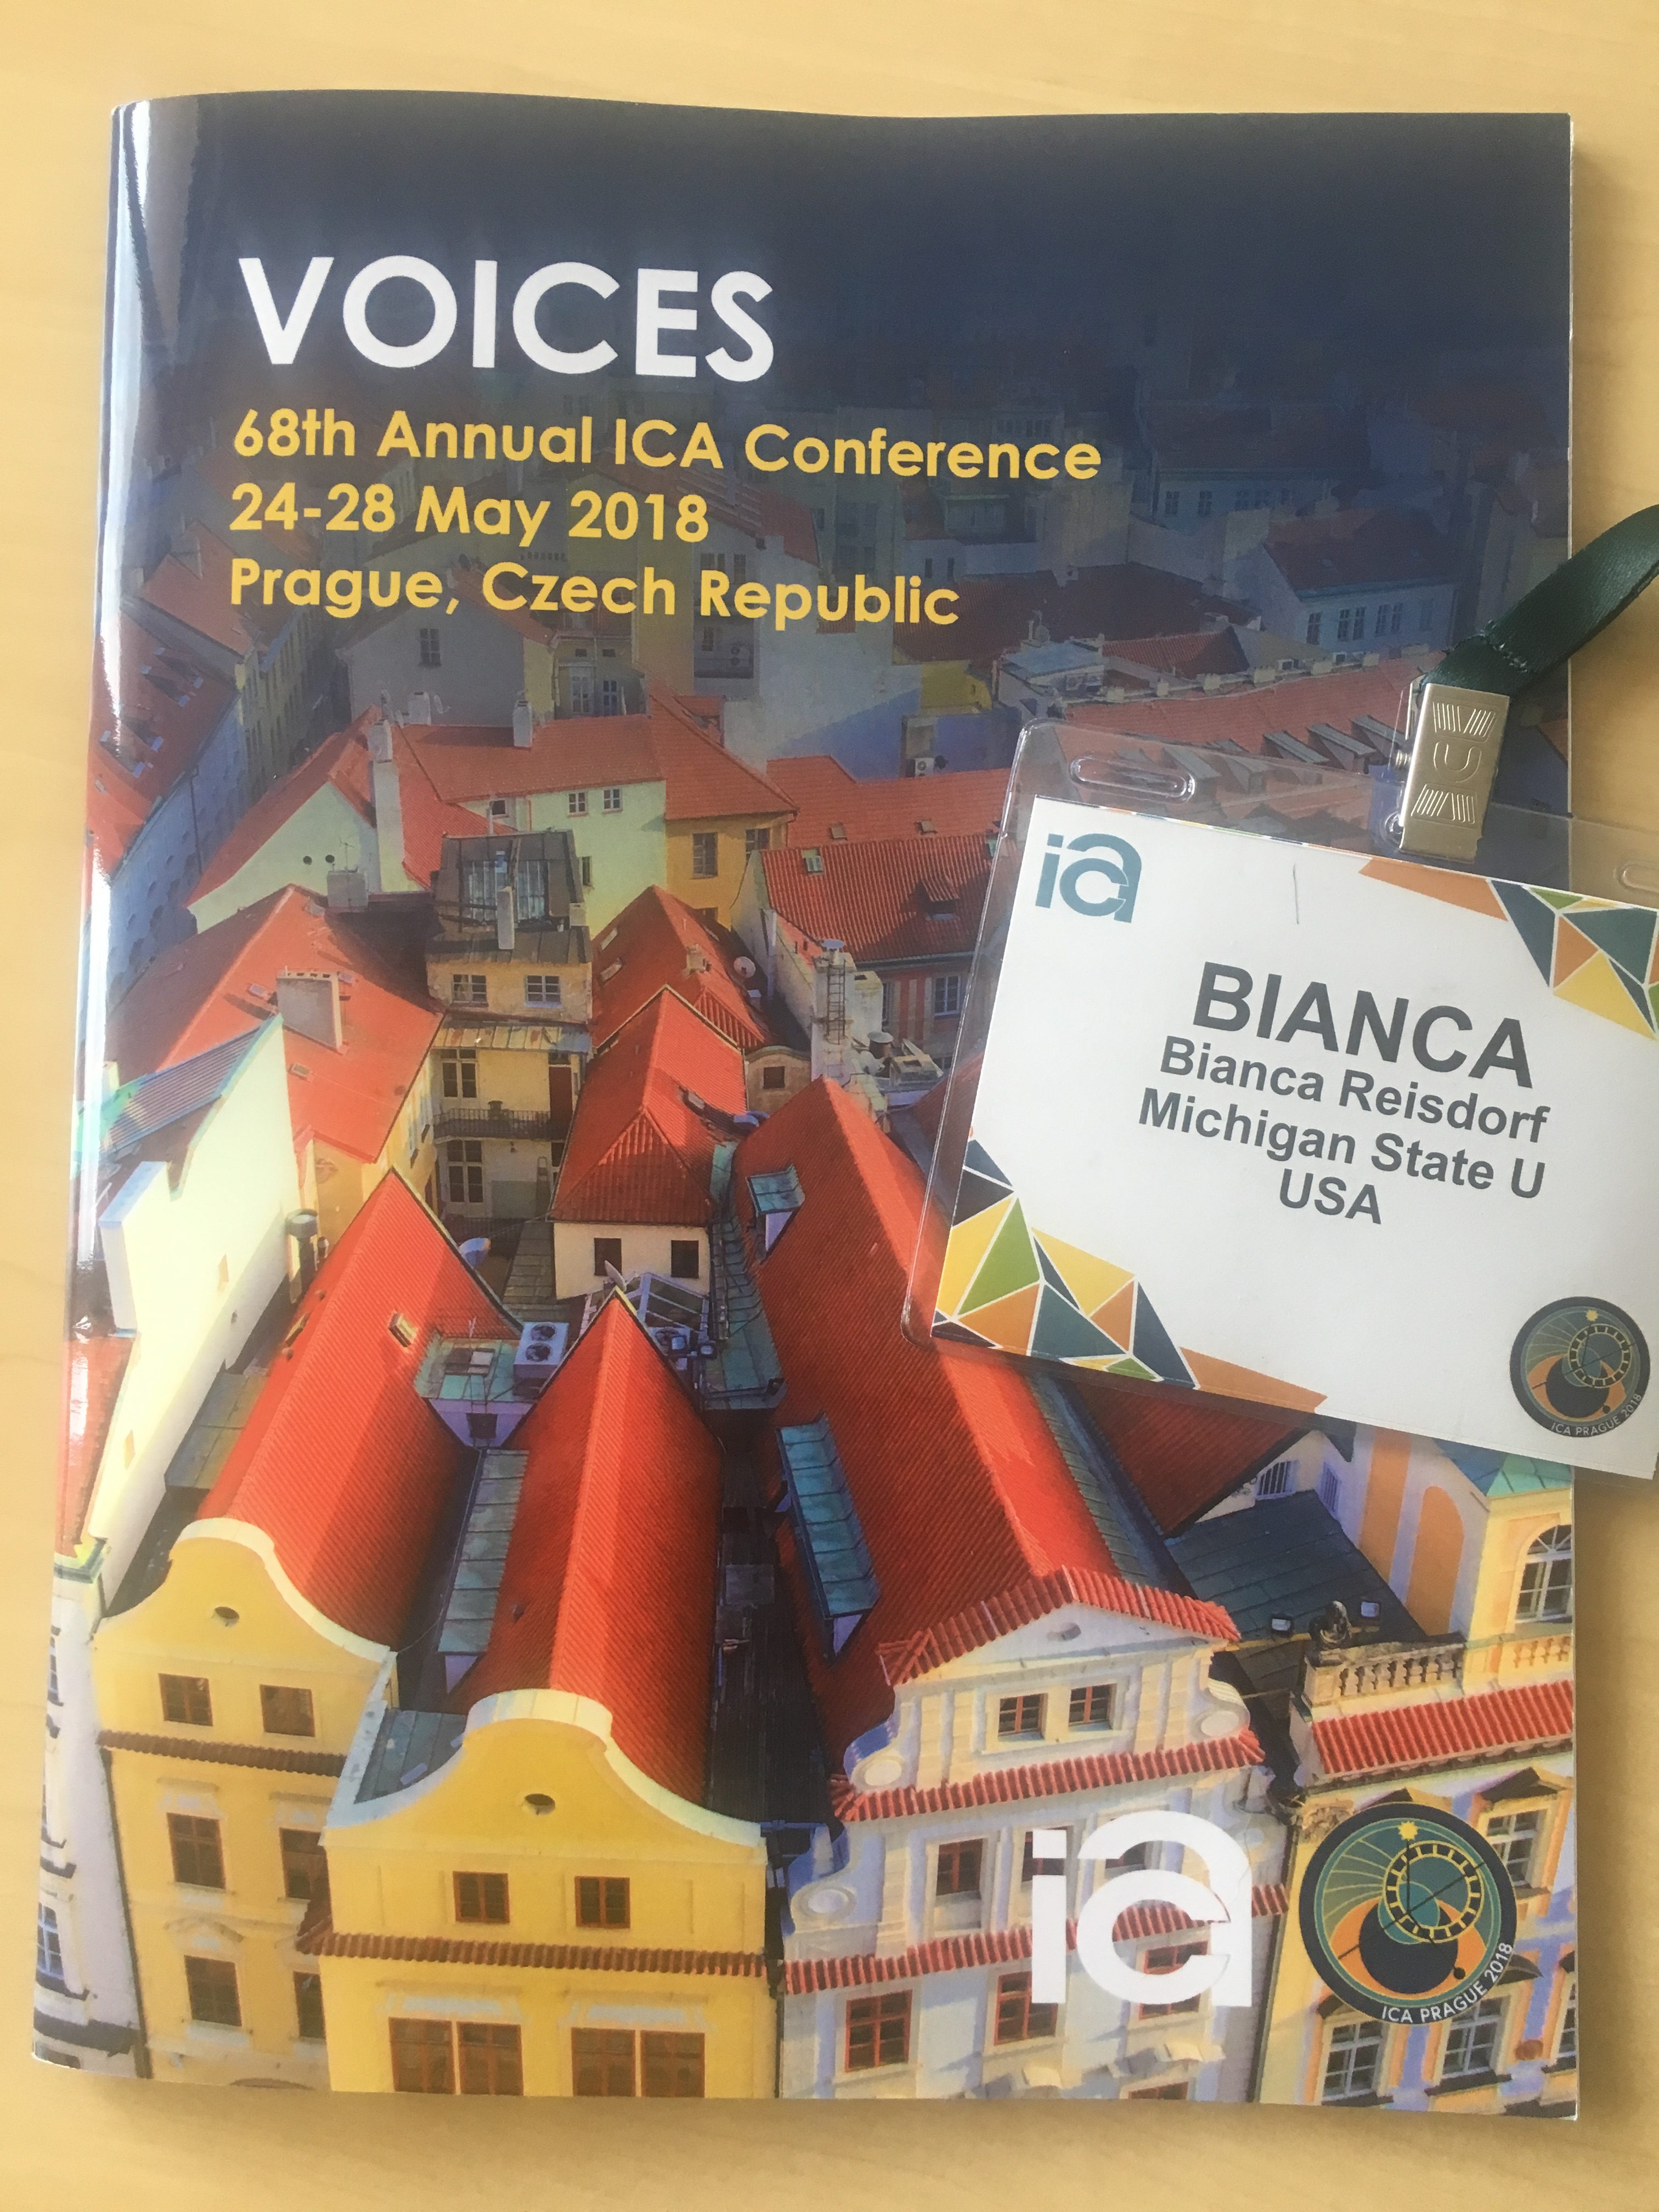 VOICES
68th Annual ICA Conference
24-28 May 2018
Prague, Czech Republic
ica
BIANCA
Bianca Reisdorf
Michigan State U
USA
ICA PRAGUE 2018
ica
ICA PRAGUE 2018